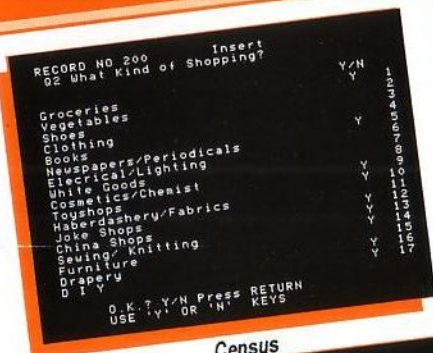 RECORD NO 200 Insert
Q2 What Kind of Shopping? Y/N
Groceries Y 1
Vegetables 2
Shoes 3
Clothing 4
Books Y 5
Newspapers/Periodicals 6
Elecrical/Lighting 7
White Goods 8
Cosmetics/Chemist Y 9
Toyshops Y 10
Haberdashery/Fabrics 11
Joke Shops Y 12
China Shops Y 13
Sewing/ Knitting Y 14
Furniture 15
Drapery Y 16
D I Y Y 17
O.K.? Y/N Press RETURN
USE 'Y' OR 'N' KEYS
Census